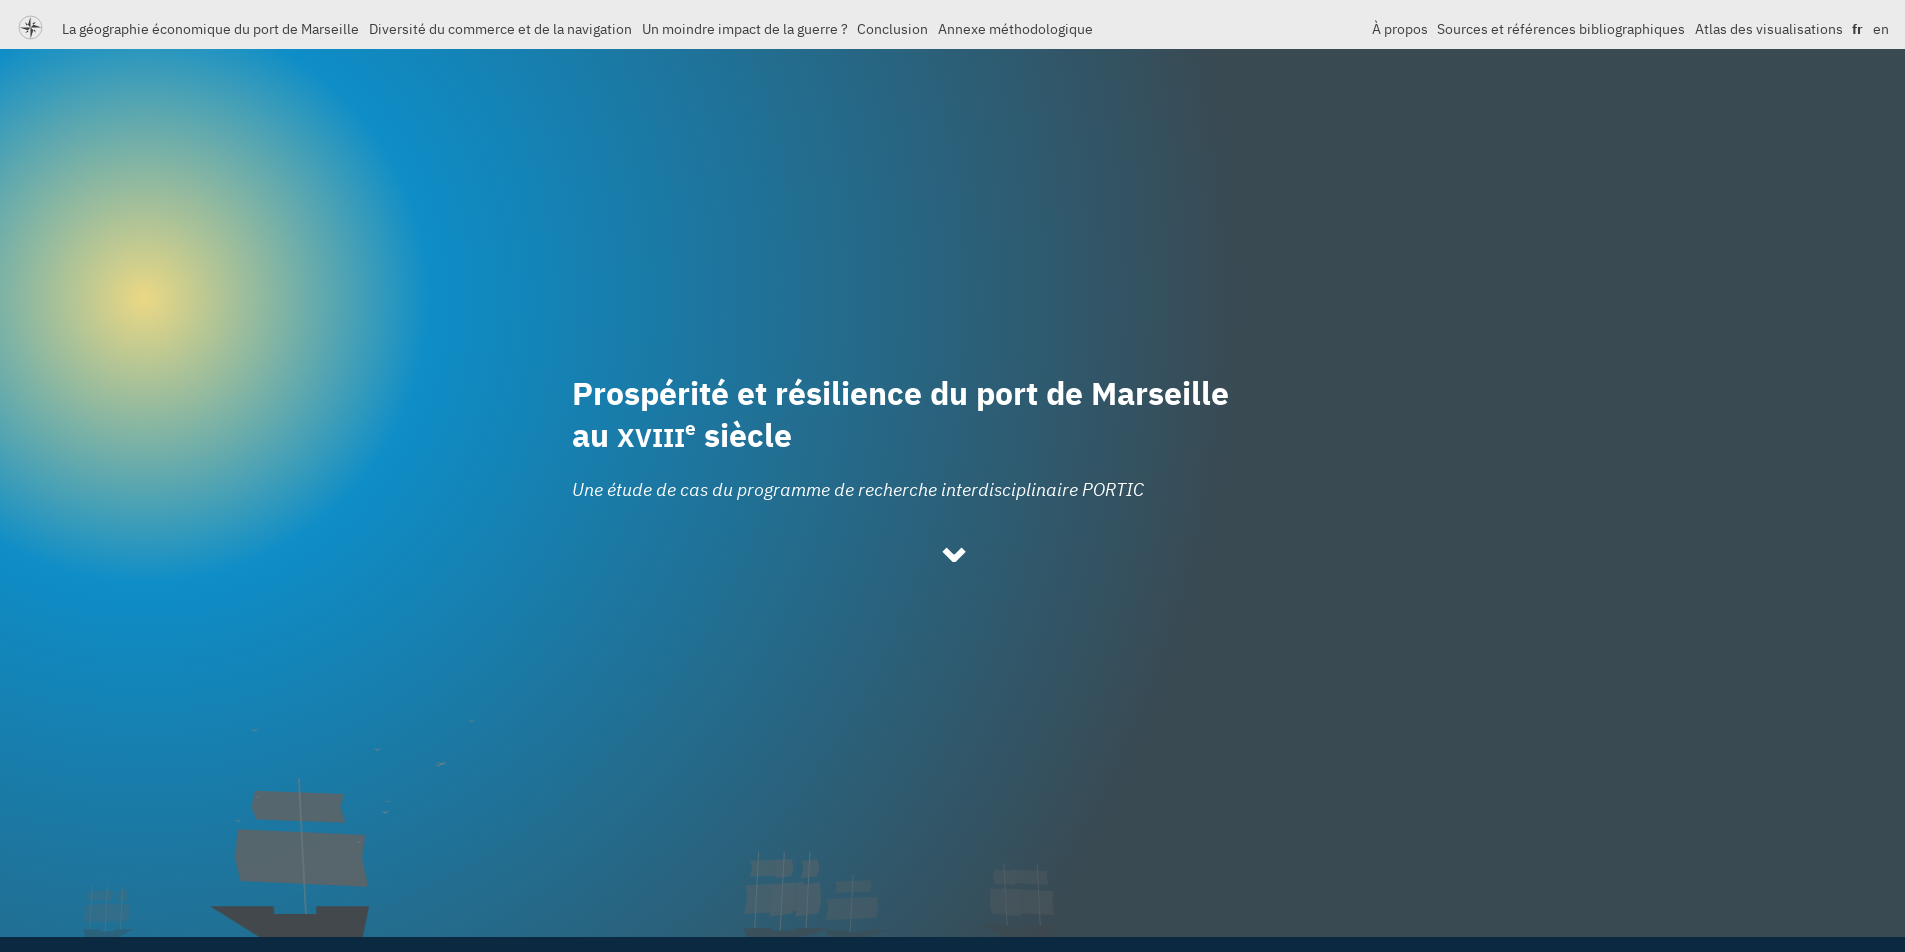 La géographie économique du port de Marseille Diversité du commerce et de la navigation Un moindre impact de la guerre ? Conclusion Annexe méthodologique À propos Sources et références bibliographiques Atlas des visualisations fr en
Prospérité et résilience du port de Marseille
au XVIIIe siècle
Une étude de cas du programme de recherche interdisciplinaire PORTIC